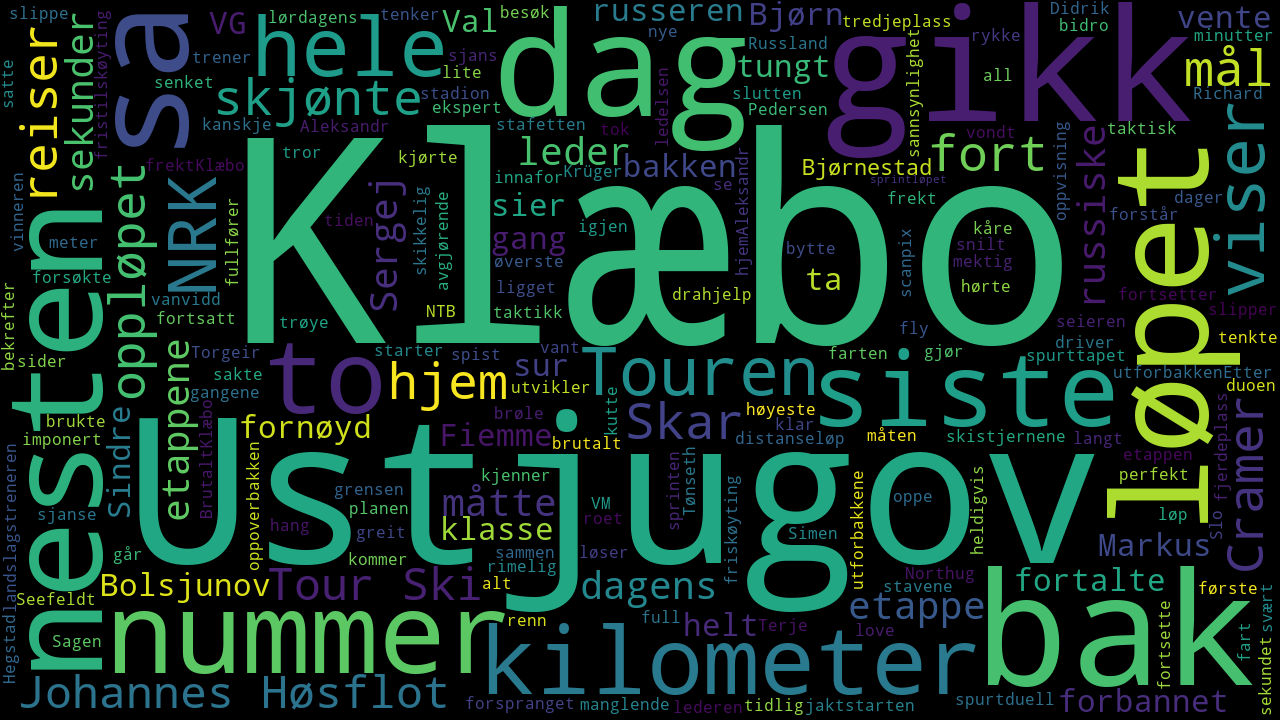 slippe
fristilskøyting
sekunder
VG
lørdagens
tenker
besøk
Val
russeren
Bjørn
tredjeplass
Didrik
bidro
vente
minutter
satte
reiser
sa
hele
trener
sjans
lite
dag
nye
Russland
tungt
gikk
rykke
all
mål
senket
skjønte
stadion
ekspert
ledelsen
slutten
Pedersen
sannsynlighet
Richard
kanskje
Aleksandr
stafetten
tok
vondt
taktisk
frektKlæbo
tror
kjørte
leder
bakken
Bjørnestad
fort
russiske
viser
vinneren
oppløpet
NRK
tiden
Sergej
skikkelig
Klæbo
innafor
Krüger
se
sprintløpet
oppvisning
dager
fullfører
sier
hjemAleksandr
frekt
forstår
meter
avgjørende
gang
igjen
bytte
scanpix
kåre
snilt
løpet
forsøkte
øverste
ta
mektig
nesten
vanvidd
NTB
ligget
drahjelp
hørte
fortsetter
slipper
bekrefter
fortsatt
trøye
taktikk
fly
seieren
tenkte
sider
Torgeir
starter
spist
vant
farten
gjør
spurttapet
driver
etappene
sakte
to
hjem
sur
Touren
siste
utforbakkenEtter
gangene
utvikler
duoen
brukte
Sindre
BrutaltKlæbo
brøle
kutte
Skar
høyeste
klar
cramer
imponert
fornøyd
Fiemme
brutalt
distanseløp
måten
skistjernene
langt
fjerdeplass
Hegstadlandslagstreneren
oppoverbakken
Ustjugov
kjenner
sprinten
Tønseth
etappen
perfekt
grensen
måtte
VM
friskøyting
utforbakkene
oppe
heldigvis
sjanse
planen
klasse
roet
Simen
løp
Slo
hang
greit
går
kommer
sammen
løser
Markus
rimelig
Seefeldt
Bolsjunov
Tour Ski
alt
dagens
Northug
stavene
fortalte
første
svært
Sagen
nummer
renn
full
helt
Terje
etappe
love
bak
fortsette
fart
kilometer
sekundet
Johannes Høsflot
forspranget
manglende
lederen
tidlig
jaktstarten
spurtduell
forbannet